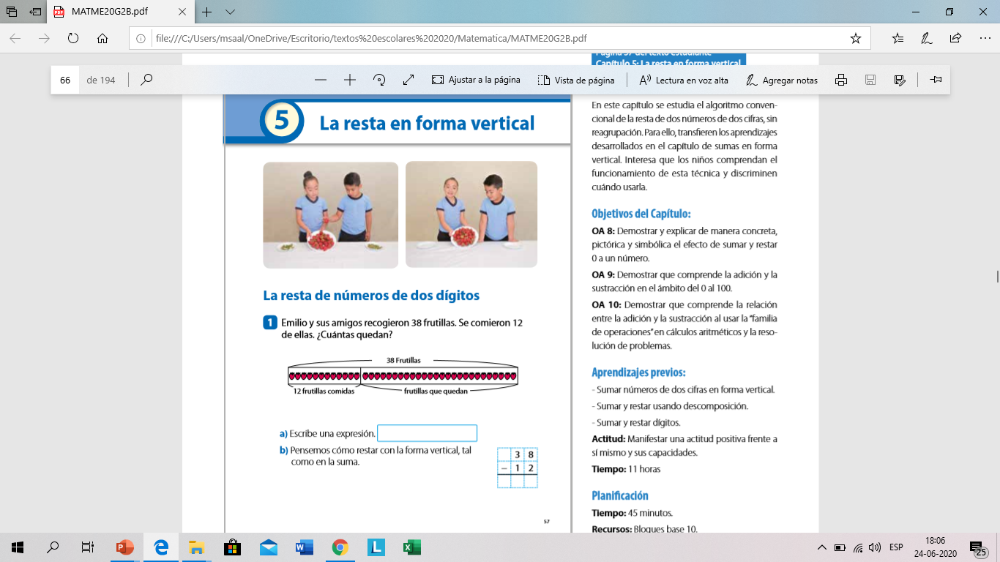 MATME20G2B.pdf
file:///C:/Users/msaal/OneDrive/Escritorio/textos%20escolares%202020/Matematica/MATME20G2B.pdf
66 de 194
Ajustar a la página
Vista de página
Lectura en voz alta
Agregar notas
5
La resta en forma vertical
La resta de números de dos dígitos
1 Emilio y sus amigos recogieron 38 frutillas. Se comieron 12
de ellas. ¿Cuántas quedan?
38 Frutillas
12 frutillas comidas
frutillas que quedan
a) Escribe una expresión.
b) Pensemos cómo restar con la forma vertical, tal
como en la suma.
3 8
− 1 2
57
Página 57 del texto estudiante
Capítulo 5: La resta en forma vertical
En este capítulo se estudia el algoritmo conven-
cional de la resta de dos números de dos cifras, sin
reagrupación. Para ello, transfieren los aprendizajes
desarrollados en el capítulo de sumas en forma
vertical. Interesa que los niños comprendan el
funcionamiento de esta técnica y discriminen
cuándo usarla.
Objetivos del Capítulo:
OA 8: Demostrar y explicar de manera concreta,
pictórica y simbólica el efecto de sumar y restar
0 a un número.
OA 9: Demostrar que comprende la adición y la
sustracción en el ámbito del 0 al 100.
OA 10: Demostrar que comprende la relación
entre la adición y la sustracción al usar la "familia
de operaciones" en cálculos aritméticos y la reso-
lución de problemas.
Aprendizajes previos:
- Sumar números de dos cifras en forma vertical.
- Sumar y restar usando descomposición.
- Sumar y restar dígitos.
Actitud: Manifestar una actitud positiva frente a
sí mismo y sus capacidades.
Tiempo: 11 horas
Planificación
Tiempo: 45 minutos.
Recursos: Bloques base 10.
ESP
18:06
24-06-2020
25